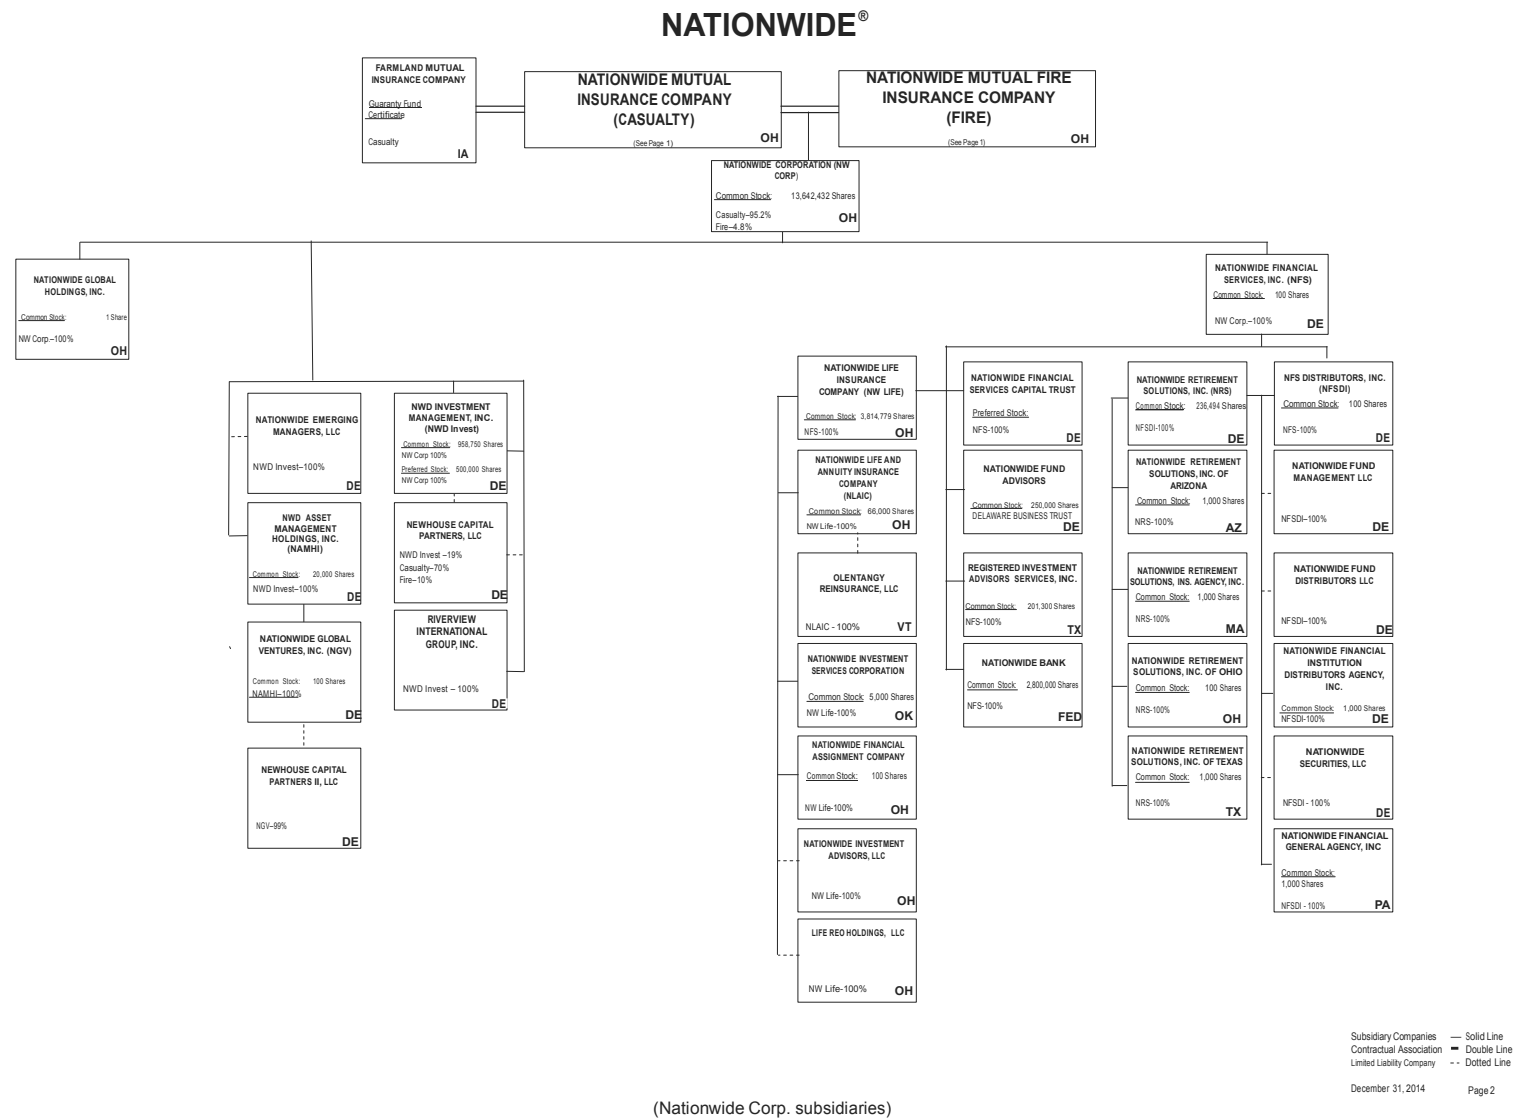 NATIONWIDE®
FARMLAND MUTUAL
INSURANCE COMPANY
Guaranty Fund
Certificate
Casualty
IA
NATIONWIDE MUTUAL
INSURANCE COMPANY
(CASUALTY)
(See Page 1)
OH
NATIONWIDE MUTUAL FIRE
INSURANCE COMPANY
(FIRE)
(See Page 1)
OH
NATIONWIDE CORPORATION (NW
CORP)
Common Stock: 13,642,432 Shares
Casualty–95.2%
Fire–4.8%
OH
NATIONWIDE GLOBAL
HOLDINGS, INC.
Common Stock: 1 Share
NW Corp.–100%
OH
NATIONWIDE FINANCIAL
SERVICES, INC. (NFS)
Common Stock: 100 Shares
NW Corp.–100%
DE
NATIONWIDE EMERGING
MANAGERS, LLC
NWD Invest–100%
DE
NWD ASSET
MANAGEMENT
HOLDINGS, INC.
(NAMHI)
Common Stock: 20,000 Shares
NWD Invest–100%
DE
NATIONWIDE GLOBAL
VENTURES, INC. (NGV)
Common Stock: 100 Shares
NAMHI–100%
DE
NEWHOUSE CAPITAL
PARTNERS II, LLC
NGV–99%
DE
NWD INVESTMENT
MANAGEMENT, INC.
(NWD Invest)
Common Stock: 958,750 Shares
NW Corp 100%
Preferred Stock: 500,000 Shares
NW Corp 100%
DE
NEWHOUSE CAPITAL
PARTNERS, LLC
NWD Invest –19%
Casualty–70%
Fire–10%
DE
RIVERVIEW
INTERNATIONAL
GROUP, INC.
NWD Invest – 100%
DE
NATIONWIDE LIFE
INSURANCE
COMPANY (NW LIFE)
Common Stock: 3,814,779 Shares
NFS-100%
OH
NATIONWIDE LIFE AND
ANNUITY INSURANCE
COMPANY
(NLAIC)
Common Stock: 66,000 Shares
NW Life-100%
OH
OLENTANGY
REINSURANCE, LLC
NLAIC - 100%
VT
NATIONWIDE INVESTMENT
SERVICES CORPORATION
Common Stock: 5,000 Shares
NW Life-100%
OK
NATIONWIDE FINANCIAL
ASSIGNMENT COMPANY
Common Stock: 100 Shares
NW Life-100%
OH
NATIONWIDE INVESTMENT
ADVISORS, LLC
NW Life-100%
OH
LIFE REO HOLDINGS, LLC
NW Life-100%
OH
NATIONWIDE FINANCIAL
SERVICES CAPITAL TRUST
Preferred Stock:
NFS-100%
DE
NATIONWIDE FUND
ADVISORS
Common Stock: 250,000 Shares
DELAWARE BUSINESS TRUST
DE
REGISTERED INVESTMENT
ADVISORS SERVICES, INC.
Common Stock: 201,300 Shares
NFS-100%
TX
NATIONWIDE BANK
Common Stock: 2,800,000 Shares
NFS-100%
FED
NATIONWIDE RETIREMENT
SOLUTIONS, INC. (NRS)
Common Stock: 236,494 Shares
NFSDI-100%
DE
NATIONWIDE RETIREMENT
SOLUTIONS, INC. OF
ARIZONA
Common Stock: 1,000 Shares
NRS-100%
AZ
NATIONWIDE RETIREMENT
SOLUTIONS, INS. AGENCY, INC.
Common Stock: 1,000 Shares
NRS-100%
MA
NATIONWIDE RETIREMENT
SOLUTIONS, INC. OF OHIO
Common Stock: 100 Shares
NRS-100%
OH
NATIONWIDE RETIREMENT
SOLUTIONS, INC. OF TEXAS
Common Stock: 1,000 Shares
NRS-100%
TX
NFS DISTRIBUTORS, INC.
(NFSDI)
Common Stock: 100 Shares
NFS-100%
DE
NATIONWIDE FUND
MANAGEMENT LLC
NFSDI–100%
DE
NATIONWIDE FUND
DISTRIBUTORS LLC
NFSDI–100%
DE
NATIONWIDE FINANCIAL
INSTITUTION
DISTRIBUTORS AGENCY,
INC.
Common Stock: 1,000 Shares
NFSDI-100%
DE
NATIONWIDE
SECURITIES, LLC
NFSDI - 100%
DE
NATIONWIDE FINANCIAL
GENERAL AGENCY, INC
Common Stock:
1,000 Shares
NFSDI - 100%
PA
Subsidiary Companies — Solid Line
Contractual Association ━ Double Line
Limited Liability Company - - Dotted Line
December 31, 2014 Page 2
(Nationwide Corp. subsidiaries)